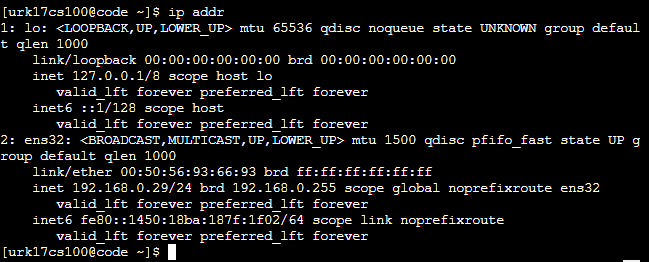 [urk17cs100@code ~]$ ip addr
1: lo: <LOOPBACK,UP,LOWER_UP> mtu 65536 qdisc noqueue state UNKNOWN group defaul
t qlen 1000
    link/loopback 00:00:00:00:00:00 brd 00:00:00:00:00:00
    inet 127.0.0.1/8 scope host lo
       valid_lft forever preferred_lft forever
    inet6 ::1/128 scope host
       valid_lft forever preferred_lft forever
2: ens32: <BROADCAST,MULTICAST,UP,LOWER_UP> mtu 1500 qdisc pfifo_fast state UP g
roup default qlen 1000
    link/ether 00:50:56:93:66:93 brd ff:ff:ff:ff:ff:ff
    inet 192.168.0.29/24 brd 192.168.0.255 scope global noprefixroute ens32
       valid_lft forever preferred_lft forever
    inet6 fe80::1450:18ba:187f:1f02/64 scope link noprefixroute
       valid_lft forever preferred_lft forever
[urk17cs100@code ~]$